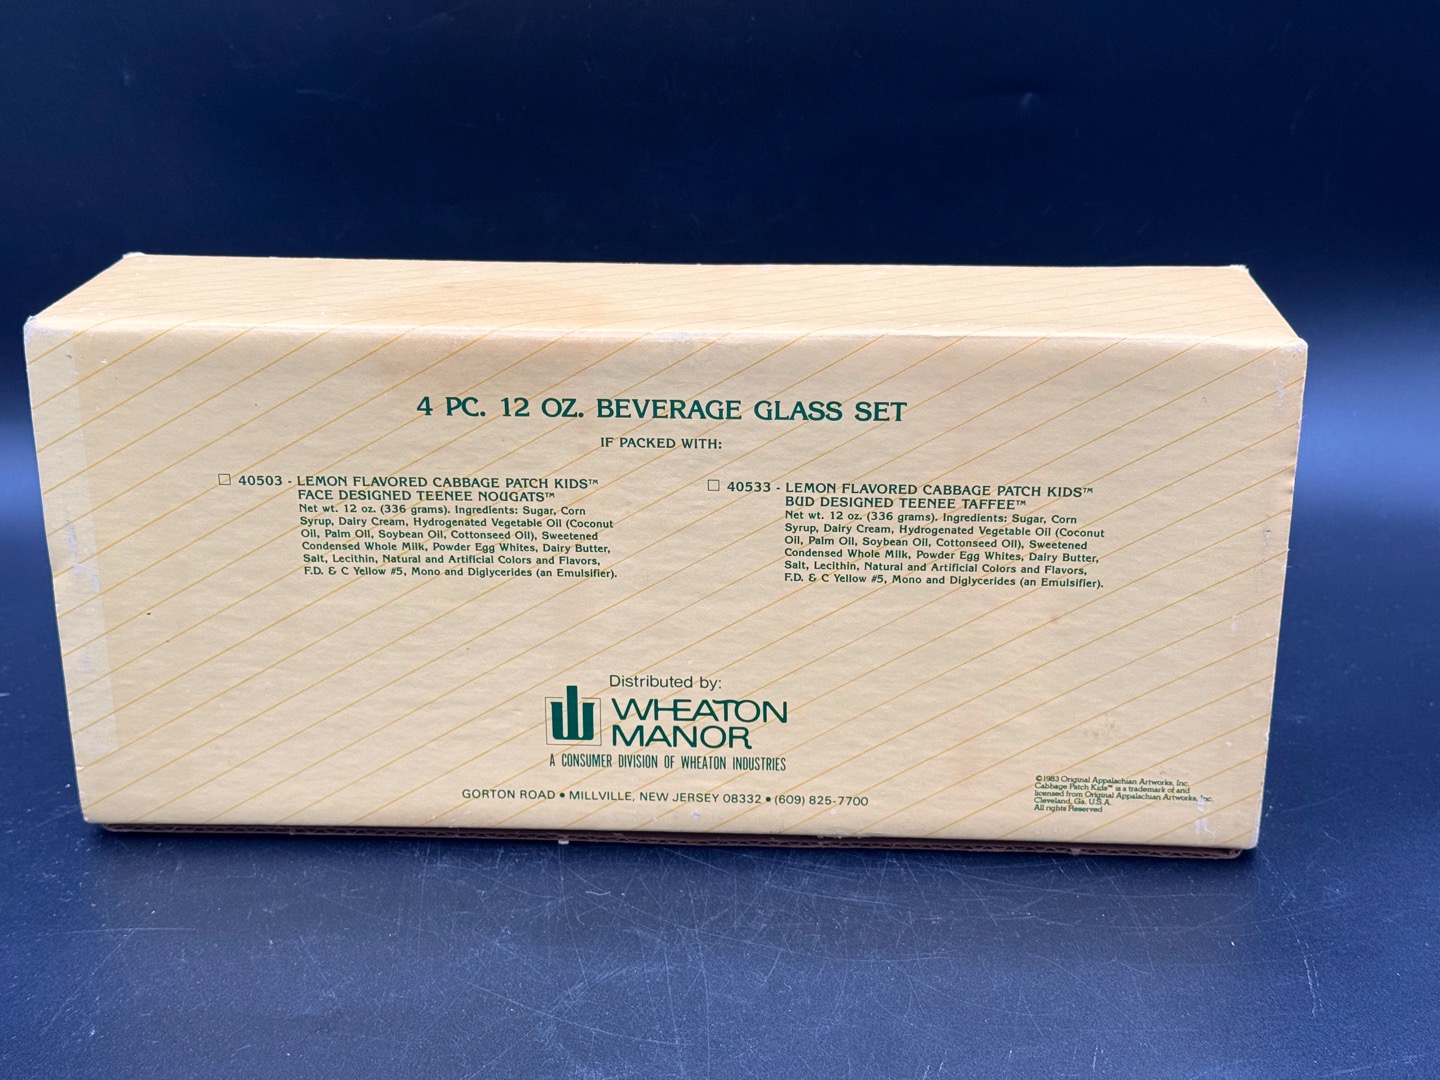 4 PC. 12 OZ. BEVERAGE GLASS SET
IF PACKED WITH:
40503 - LEMON FLAVORED CABBAGE PATCH KIDS™
FACE DESIGNED TEENEE NOUGATS™
Net wt. 12 oz. (336 grams). Ingredients: Sugar, Corn
Syrup, Dairy Cream, Hydrogenated Vegetable Oil (Coconut
Oil, Palm Oil, Soybean Oil, Cottonseed Oil), Sweetened
Condensed Whole Milk, Powder Egg Whites, Dairy Butter,
Salt, Lecithin, Natural and Artificial Colors and Flavors,
F.D. & C Yellow #5, Mono and Diglycerides (an Emulsifier).
40533 - LEMON FLAVORED CABBAGE PATCH KIDS™
BUD DESIGNED TEENEE TAFFEE™
Net wt. 12 oz. (336 grams). Ingredients: Sugar, Corn
Syrup, Dairy Cream, Hydrogenated Vegetable Oil (Coconut
Oil, Palm Oil, Soybean Oil, Cottonseed Oil), Sweetened
Condensed Whole Milk, Powder Egg Whites, Dairy Butter,
Salt, Lecithin, Natural and Artificial Colors and Flavors,
F.D. & C Yellow #5, Mono and Diglycerides (an Emulsifier).
Distributed by:
WHEATON
MANOR
A CONSUMER DIVISION OF WHEATON INDUSTRIES
GORTON ROAD • MILLVILLE, NEW JERSEY 08332 • (609) 825-7700
©1983 Original Appalachian Artworks, Inc.
Cabbage Patch Kids™ is a trademark of and
licensed from Original Appalachian Artworks, Inc.
Cleveland, Ga. U.S.A.
All rights Reserved